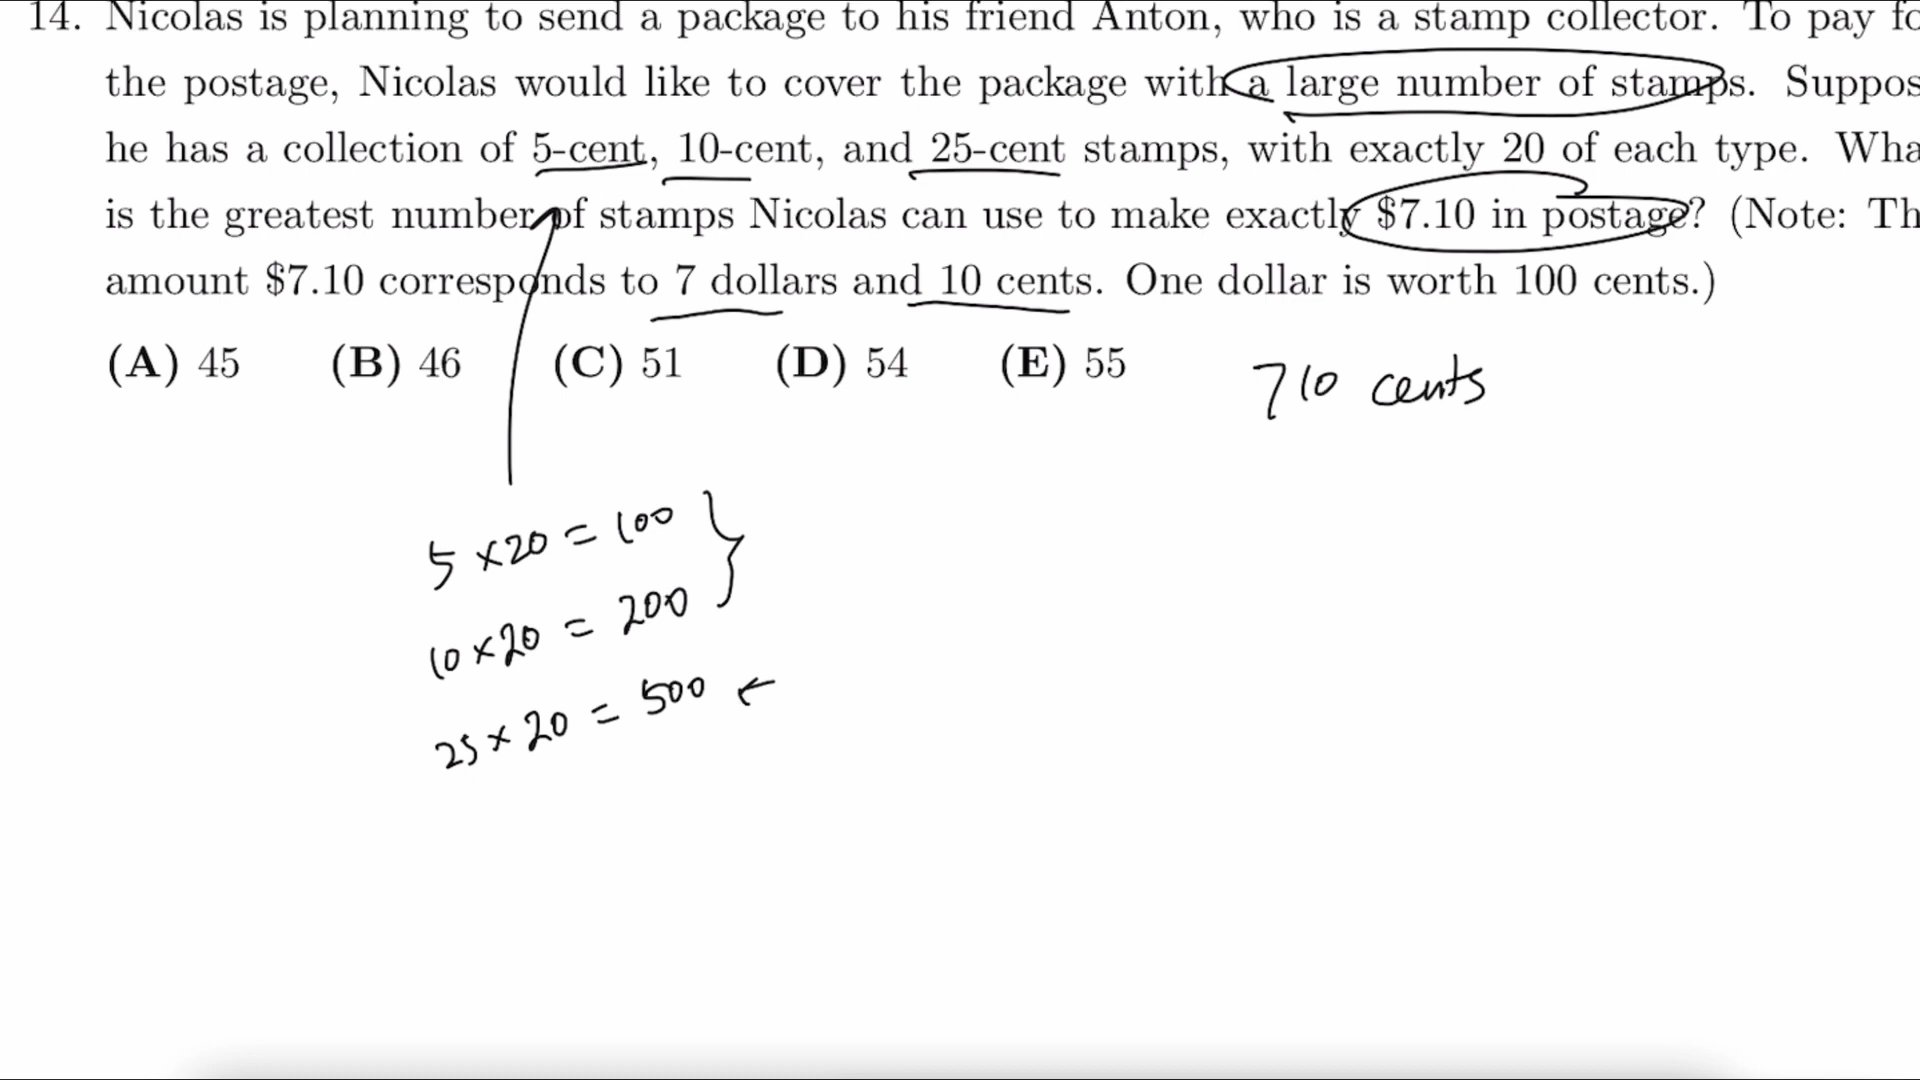 14. Nicolas is planning to send a package to his friend Anton, who is a stamp collector. To pay fo
the postage, Nicolas would like to cover the package with a large number of stamps. Suppos
he has a collection of 5-cent, 10-cent, and 25-cent stamps, with exactly 20 of each type. Wha
is the greatest number of stamps Nicolas can use to make exactly $7.10 in postage? (Note: Th
amount $7.10 corresponds to 7 dollars and 10 cents. One dollar is worth 100 cents.)
(A) 45 (B) 46 (C) 51 (D) 54 (E) 55
710 cents
5 × 20 = 100
10 × 20 = 200
25 × 20 = 500 ←